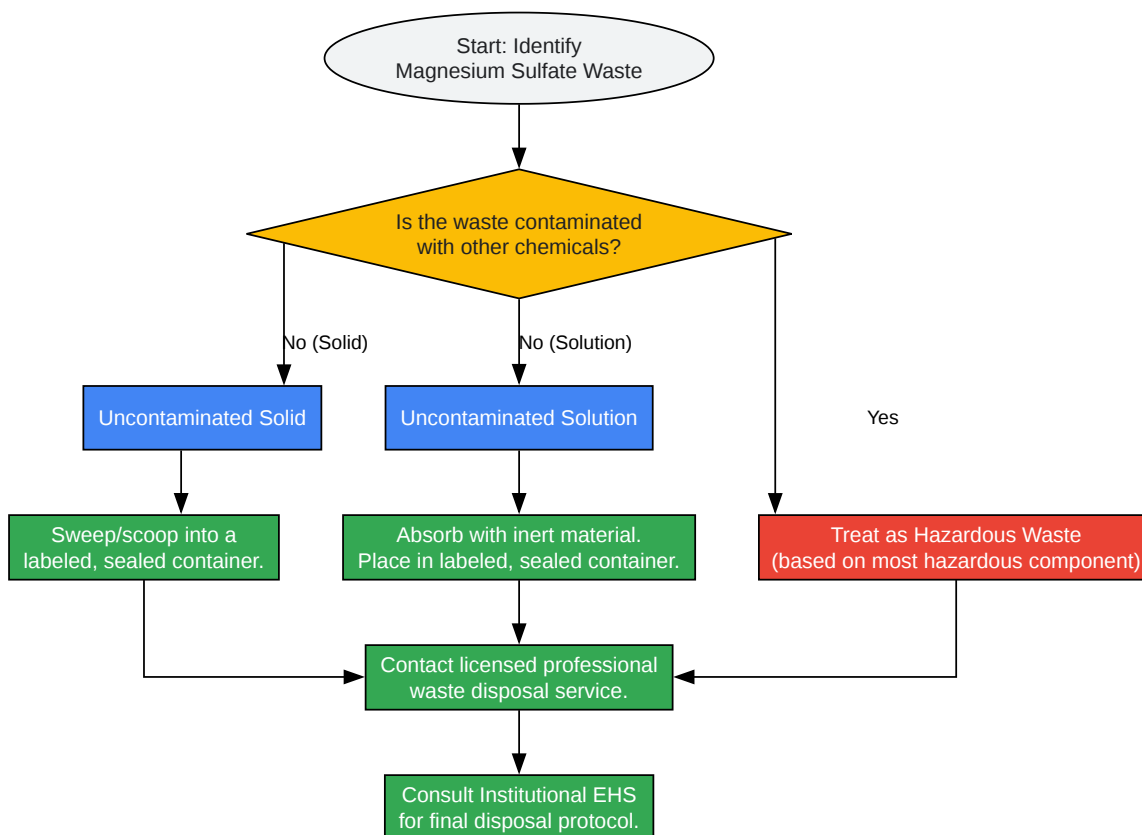 Start: Identify
Magnesium Sulfate Waste
Is the waste contaminated
with other chemicals?
No (Solid)
No (Solution)
Uncontaminated Solid
Uncontaminated Solution
Yes
Sweep/scoop into a
labeled, sealed container.
Absorb with inert material.
Place in labeled, sealed container.
Treat as Hazardous Waste
(based on most hazardous component)
Contact licensed professional
waste disposal service.
Consult Institutional EHS
for final disposal protocol.